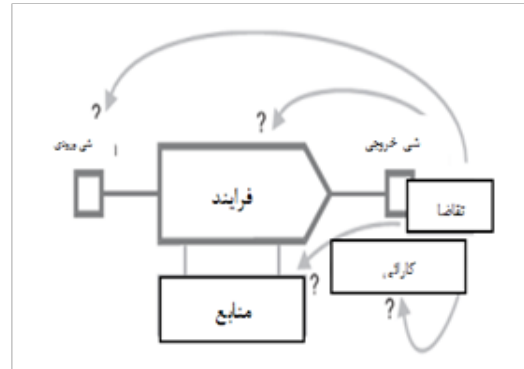 ?
?
شی ورودی
ا
شی خروجی
فرایند
تقاضا
کارائی
?
?
منابع